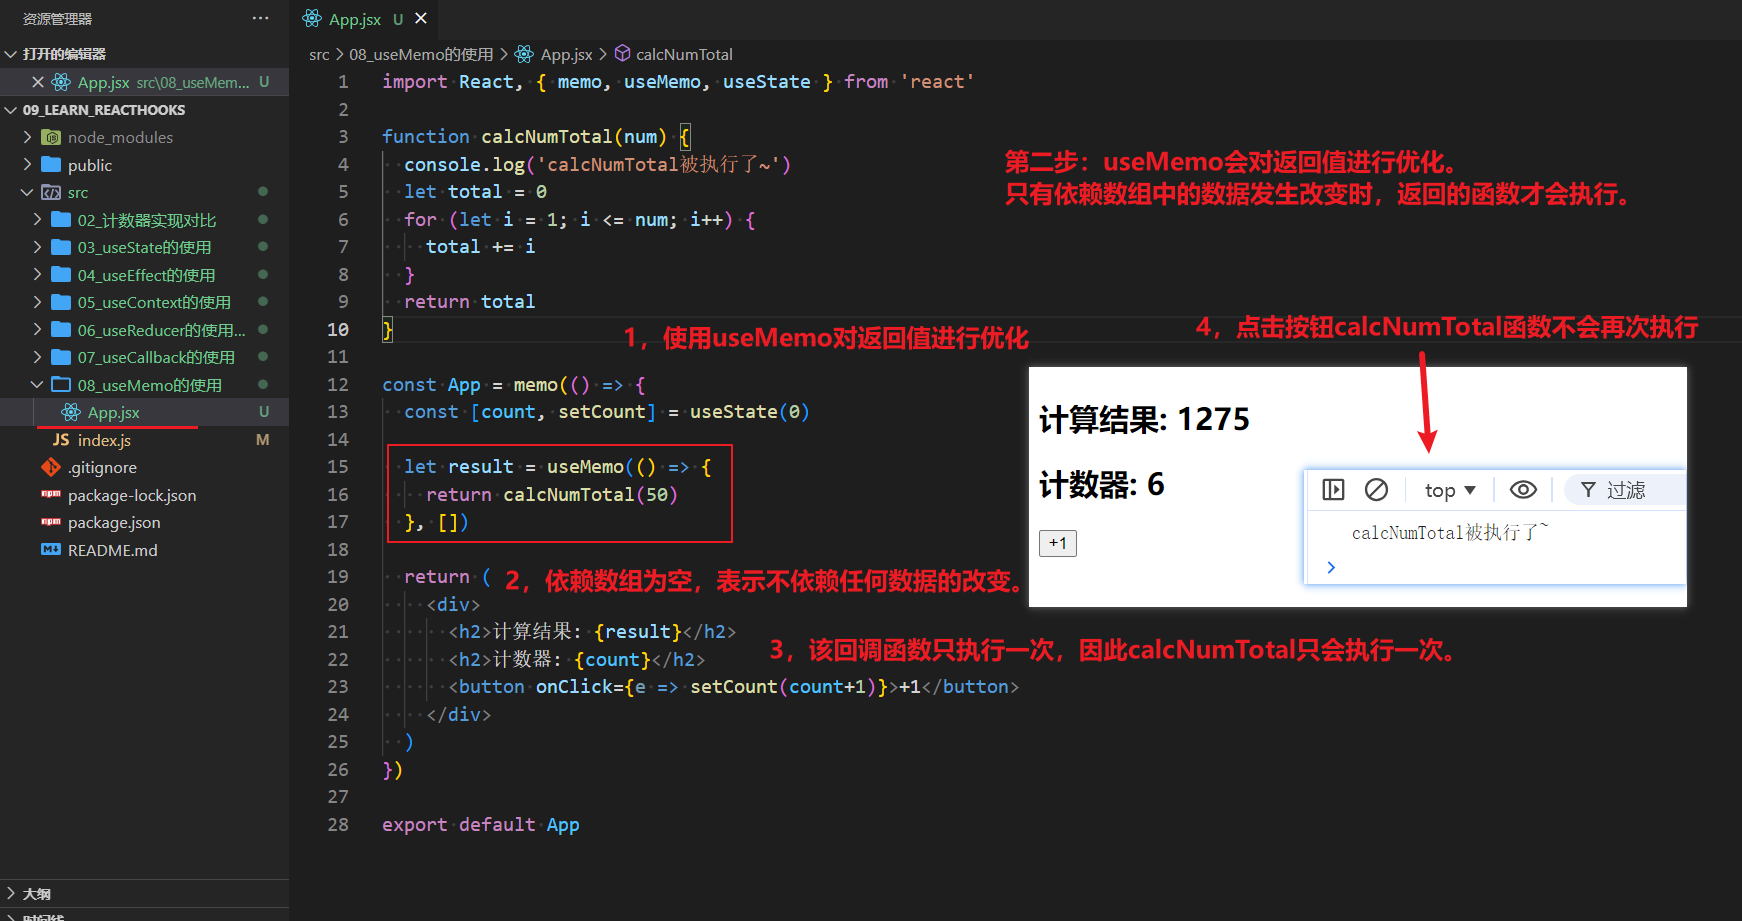 资源管理器
···
打开的编辑器
App.jsx src\08_useMem... U
09_LEARN_REACTHOOKS
node_modules
public
src
02_计数器实现对比
03_useState的使用
04_useEffect的使用
05_useContext的使用
06_useReducer的使用...
07_useCallback的使用
08_useMemo的使用
App.jsx U
JS index.js M
.gitignore
npm package-lock.json
npm package.json
README.md
大纲
时间线
App.jsx U
src > 08_useMemo的使用 > App.jsx > calcNumTotal
1 import React, { memo, useMemo, useState } from 'react'
2
3 function calcNumTotal(num) {
4 console.log('calcNumTotal被执行了~')
5 let total = 0
6 for (let i = 1; i <= num; i++) {
7 total += i
8 }
9 return total
10 }
11
12 const App = memo(() => {
13 const [count, setCount] = useState(0)
14
15 let result = useMemo(() => {
16 return calcNumTotal(50)
17 }, [])
18
19 return (
20 <div>
21 <h2>计算结果: {result}</h2>
22 <h2>计数器: {count}</h2>
23 <button onClick={e => setCount(count+1)}>+1</button>
24 </div>
25 )
26 })
27
28 export default App
第二步：useMemo会对返回值进行优化。
只有依赖数组中的数据发生改变时，返回的函数才会执行。
1，使用useMemo对返回值进行优化
2，依赖数组为空，表示不依赖任何数据的改变。
3，该回调函数只执行一次，因此calcNumTotal只会执行一次。
4，点击按钮calcNumTotal函数不会再次执行
计算结果: 1275
计数器: 6
+1
top ▼ 过滤
calcNumTotal被执行了~
>